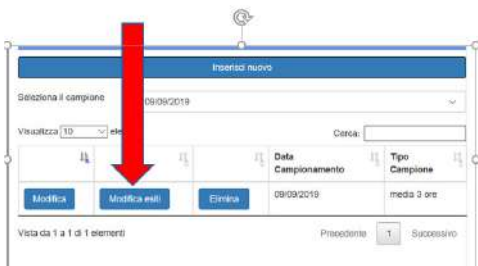 Inserisci nuovo
Seleziona il campione 09/09/2019
Visualizza 10 ele
Cerca:
Data Campionamento
Tipo Campione
Modifica Modifica esiti Elimina 09/09/2019 media 3 ore
Vista da 1 a 1 di 1 elementi Precedente 1 Successivo